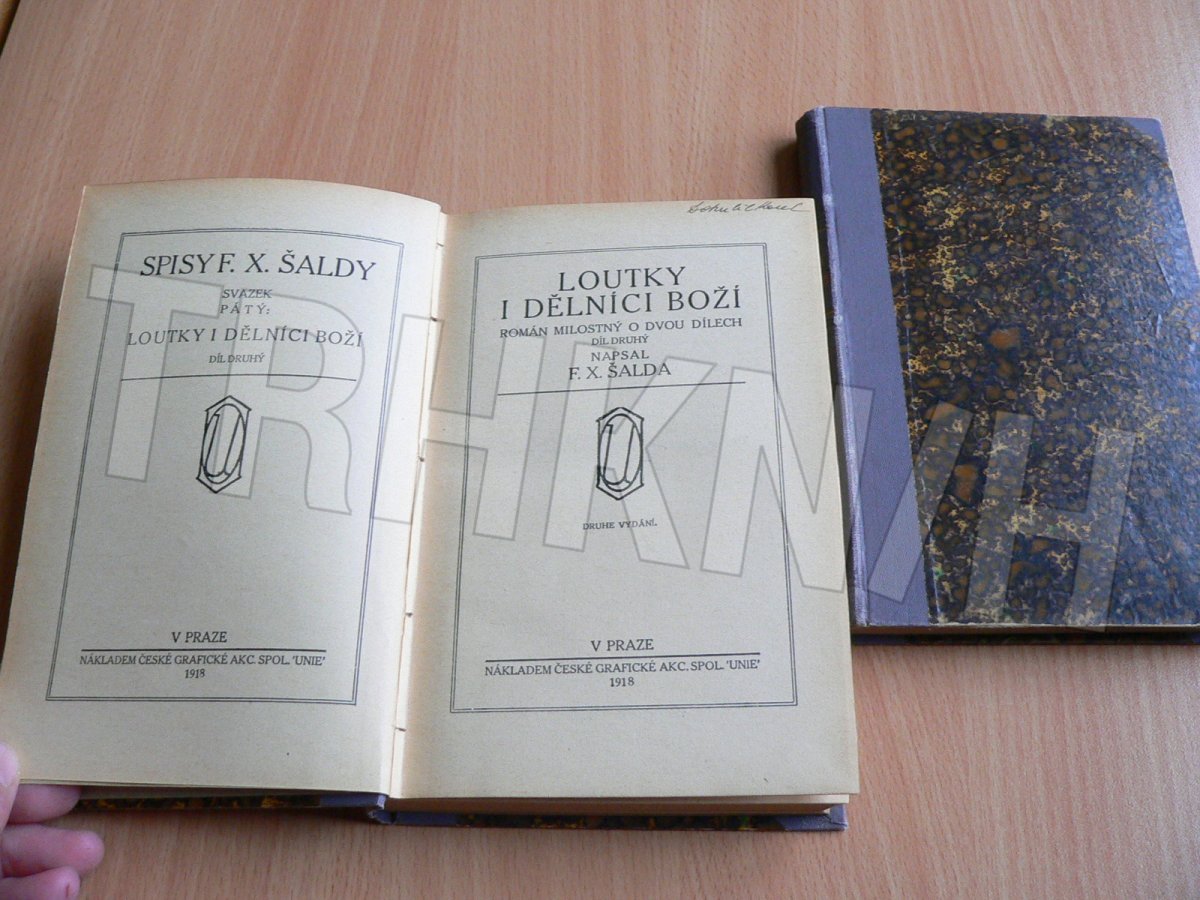 SPISY F. X. ŠALDY
SVAZEK
PÁTÝ:
LOUTKY I DĚLNÍCI BOŽÍ
DÍL DRUHÝ
V PRAZE
NÁKLADEM ČESKÉ GRAFICKÉ AKC. SPOL. 'UNIE'
1918
LOUTKY
I DĚLNÍCI BOŽÍ
ROMÁN MILOSTNÝ O DVOU DÍLECH
DÍL DRUHÝ
NAPSAL
F. X. ŠALDA
DRUHE VYDÁNÍ.
V PRAZE
NÁKLADEM ČESKÉ GRAFICKÉ AKC. SPOL. 'UNIE'
1918
TRHKNIH